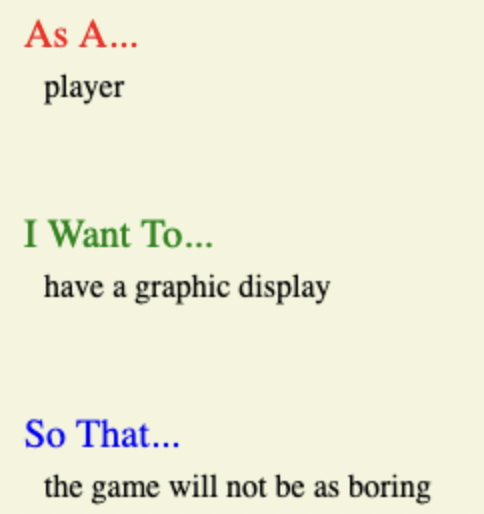 As A...
player
I Want To...
have a graphic display
So That...
the game will not be as boring